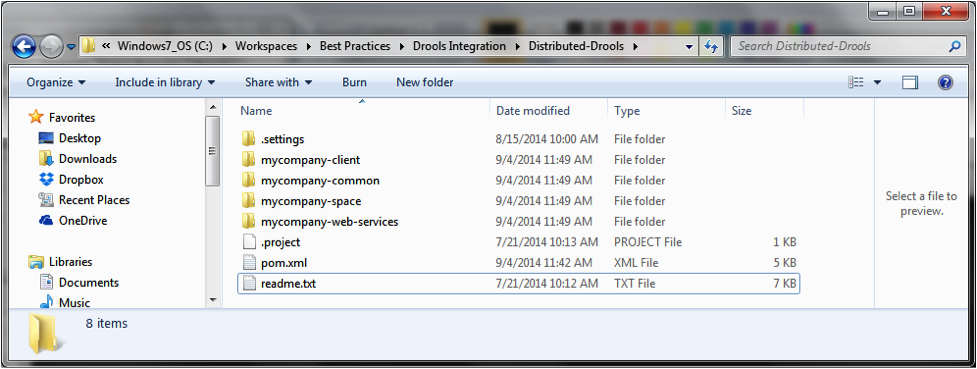 « Windows7_OS (C:) Workspaces Best Practices Drools Integration Distributed-Drools Search Distributed-Drools
Organize Include in library Share with Burn New folder
Name Date modified Type Size
Favorites
Desktop
Downloads
Dropbox
Recent Places
OneDrive
Libraries
Documents
Music
.settings 8/15/2014 10:00 AM File folder
mycompany-client 9/4/2014 11:49 AM File folder
mycompany-common 9/4/2014 11:49 AM File folder
mycompany-space 9/4/2014 11:49 AM File folder
mycompany-web-services 9/4/2014 11:49 AM File folder
.project 7/21/2014 10:13 AM PROJECT File 1 KB
pom.xml 9/4/2014 11:42 AM XML File 5 KB
readme.txt 7/21/2014 10:12 AM TXT File 7 KB
Select a file to
preview.
8 items